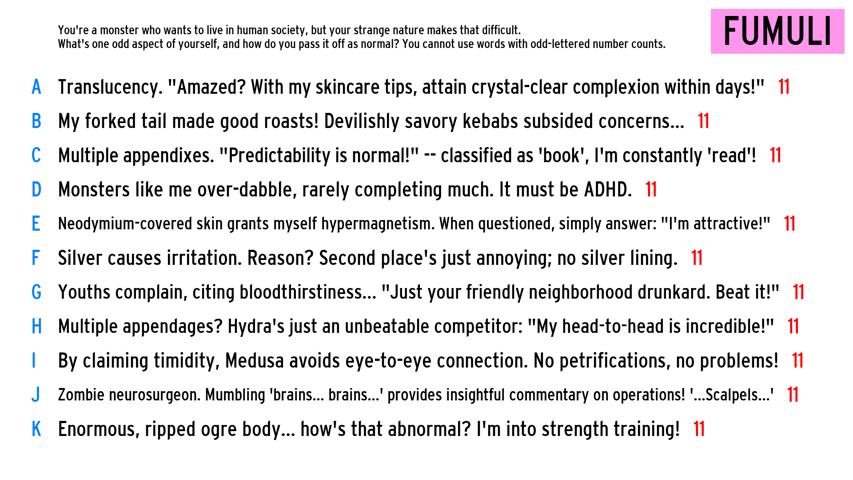 You're a monster who wants to live in human society, but your strange nature makes that difficult.
What's one odd aspect of yourself, and how do you pass it off as normal? You cannot use words with odd-lettered number counts.
FUMULI
A Translucency. "Amazed? With my skincare tips, attain crystal-clear complexion within days!" 11
B My forked tail made good roasts! Devilishly savory kebabs subsided concerns... 11
C Multiple appendixes. "Predictability is normal!" -- classified as 'book', I'm constantly 'read'! 11
D Monsters like me over-dabble, rarely completing much. It must be ADHD. 11
E Neodymium-covered skin grants myself hypermagnetism. When questioned, simply answer: "I'm attractive!" 11
F Silver causes irritation. Reason? Second place's just annoying; no silver lining. 11
G Youths complain, citing bloodthirstiness... "Just your friendly neighborhood drunkard. Beat it!" 11
H Multiple appendages? Hydra's just an unbeatable competitor: "My head-to-head is incredible!" 11
I By claiming timidity, Medusa avoids eye-to-eye connection. No petrifications, no problems! 11
J Zombie neurosurgeon. Mumbling 'brains... brains...' provides insightful commentary on operations! '...Scalpels...' 11
K Enormous, ripped ogre body... how's that abnormal? I'm into strength training! 11